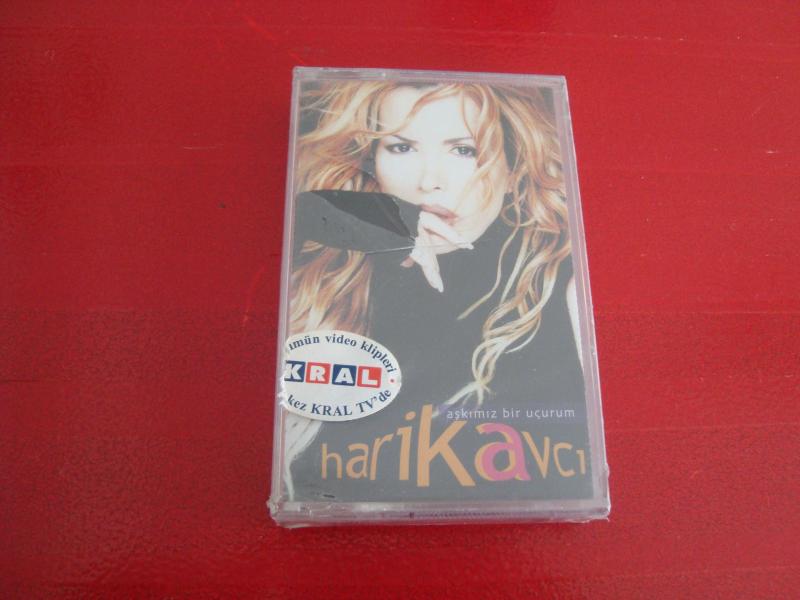 ümün video klipleri
KRAL
kez KRAL TV'de
aşkımız bir uçurum
harikavcı